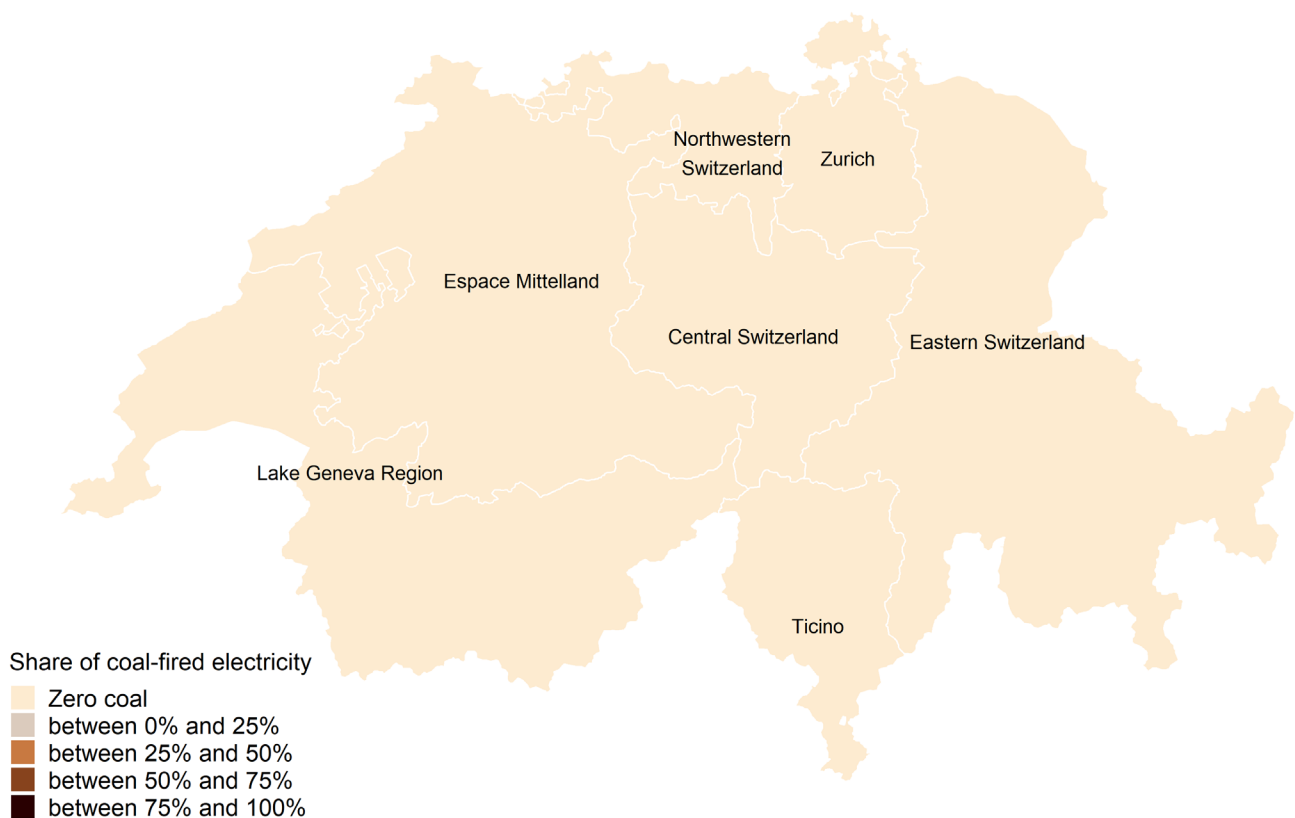 Northwestern
Switzerland
Zurich
Espace Mittelland
Central Switzerland
Eastern Switzerland
Lake Geneva Region
Ticino
Share of coal-fired electricity
Zero coal
between 0% and 25%
between 25% and 50%
between 50% and 75%
between 75% and 100%